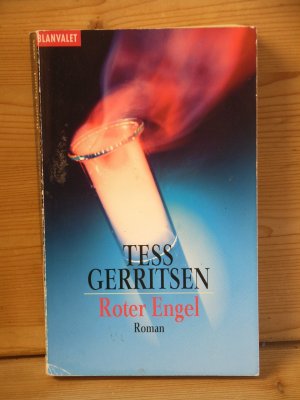 BLANVALET
TESS
GERRITSEN
Roter Engel
Roman